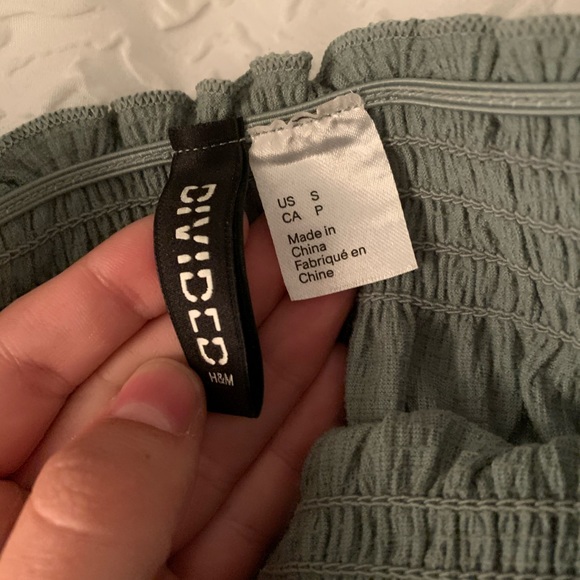 DIVIDED
H&M
US S
CA P
Made in
China
Fabriqué en
Chine